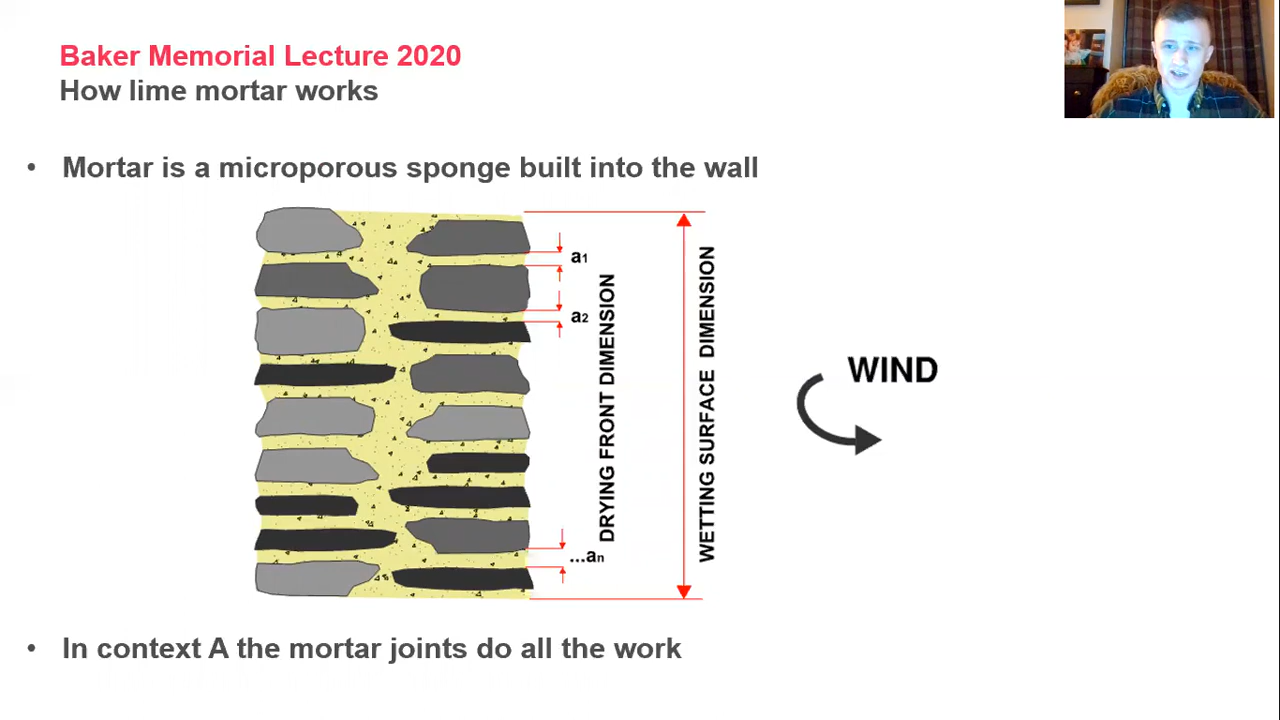 Baker Memorial Lecture 2020
How lime mortar works
• Mortar is a microporous sponge built into the wall
a1
a2
...an
DRYING FRONT DIMENSION
WETTING SURFACE DIMENSION
WIND
• In context A the mortar joints do all the work